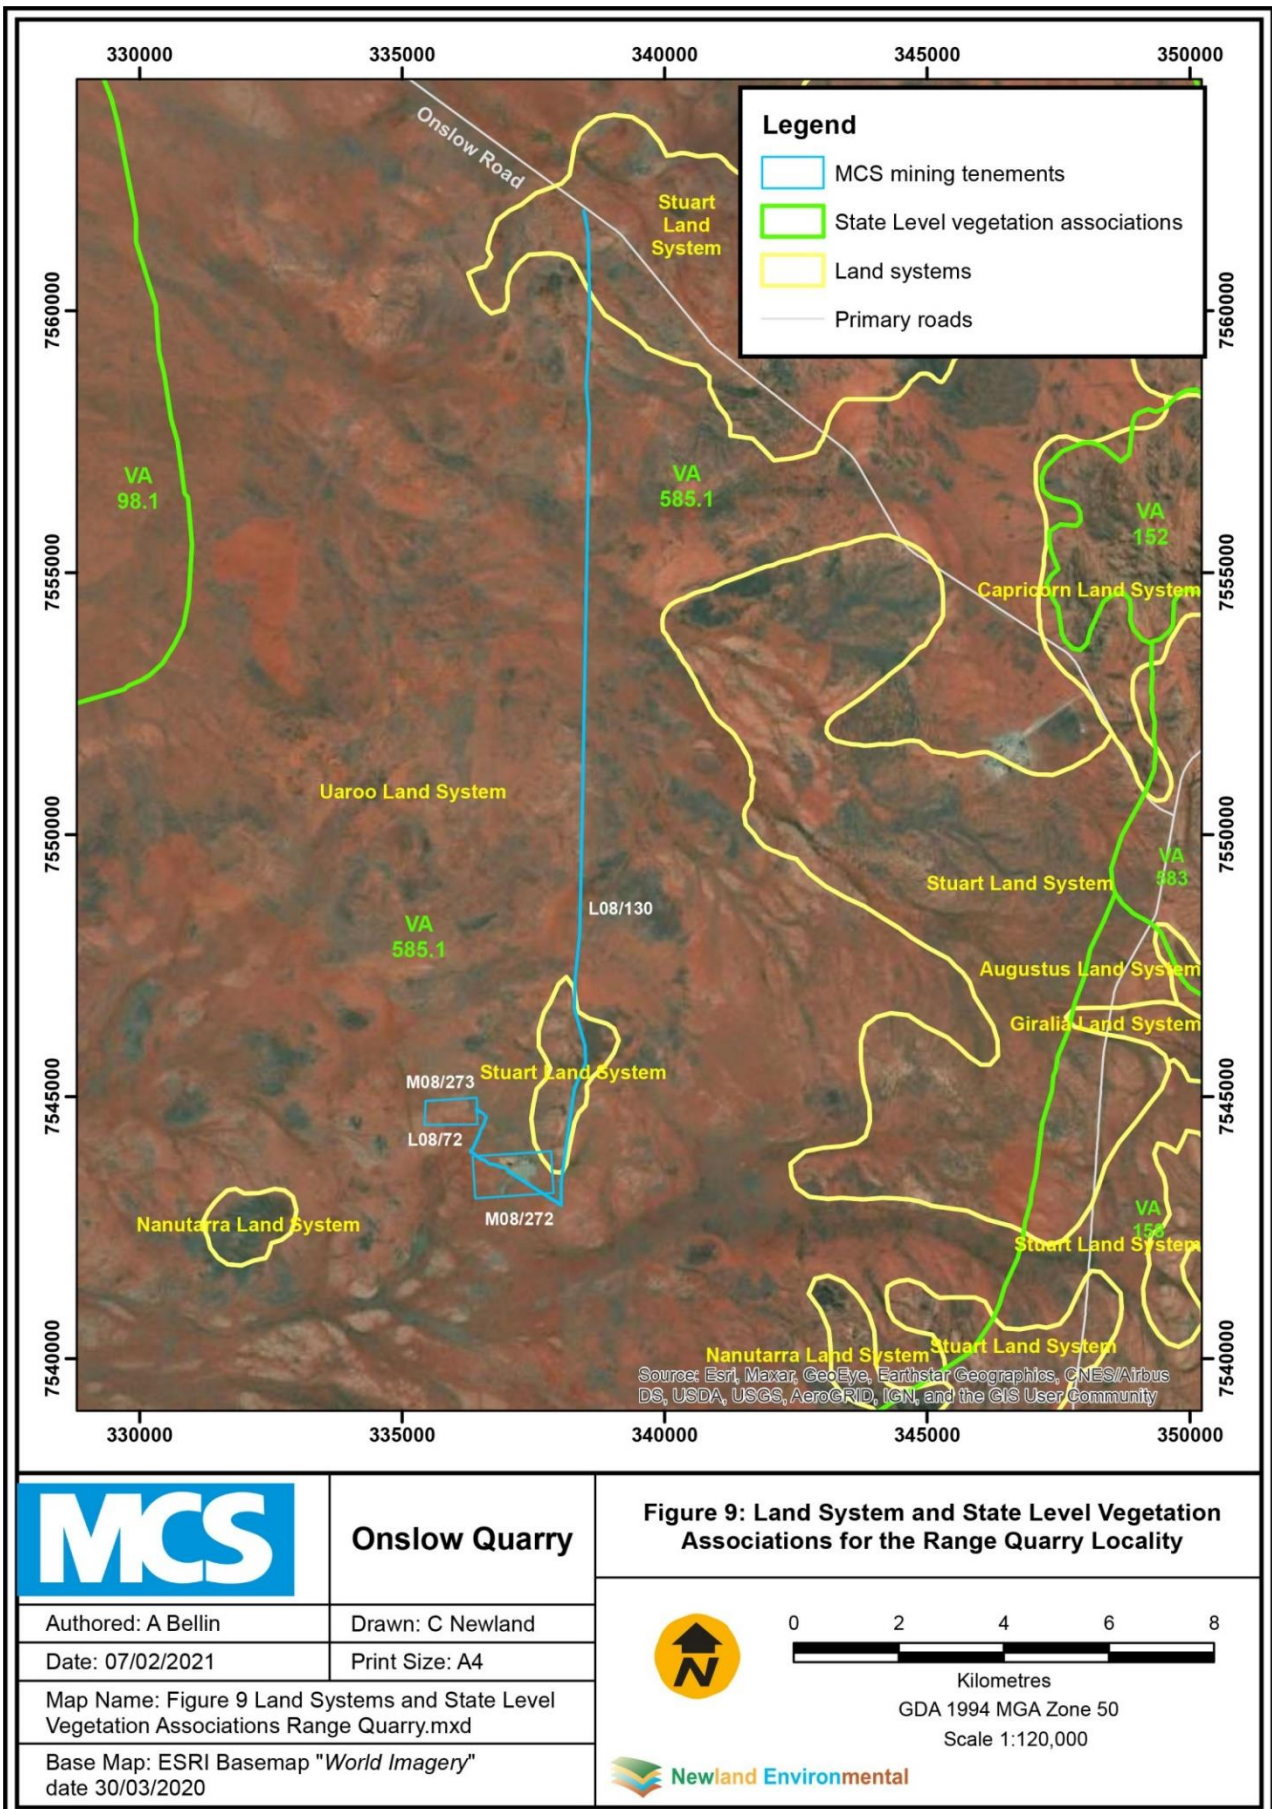 330000
335000
340000
345000
350000
Onslow Road
Legend
MCS mining tenements
State Level vegetation associations
Land systems
Primary roads
Stuart
Land
System
7560000
7560000
VA
98.1
VA
585.1
VA
152
7555000
7555000
Capricorn Land System
Uaroo Land System
7550000
7550000
VA
583
Stuart Land System
L08/130
VA
585.1
Augustus Land System
Giralia Land System
Stuart Land System
M08/273
7545000
7545000
L08/72
M08/272
Nanutarra Land System
VA
158
Stuart Land System
Nanutarra Land System
Stuart Land System
7540000
7540000
Source: Esri, Maxar, GeoEye, Earthstar Geographics, CNES/Airbus
DS, USDA, USGS, AeroGRID, IGN, and the GIS User Community
330000
335000
340000
345000
350000
MCS
Onslow Quarry
Figure 9: Land System and State Level Vegetation
Associations for the Range Quarry Locality
Authored: A Bellin
Drawn: C Newland
Date: 07/02/2021
Print Size: A4
Map Name: Figure 9 Land Systems and State Level
Vegetation Associations Range Quarry.mxd
Base Map: ESRI Basemap "World Imagery"
date 30/03/2020
N
0 2 4 6 8
Kilometres
GDA 1994 MGA Zone 50
Scale 1:120,000
Newland Environmental